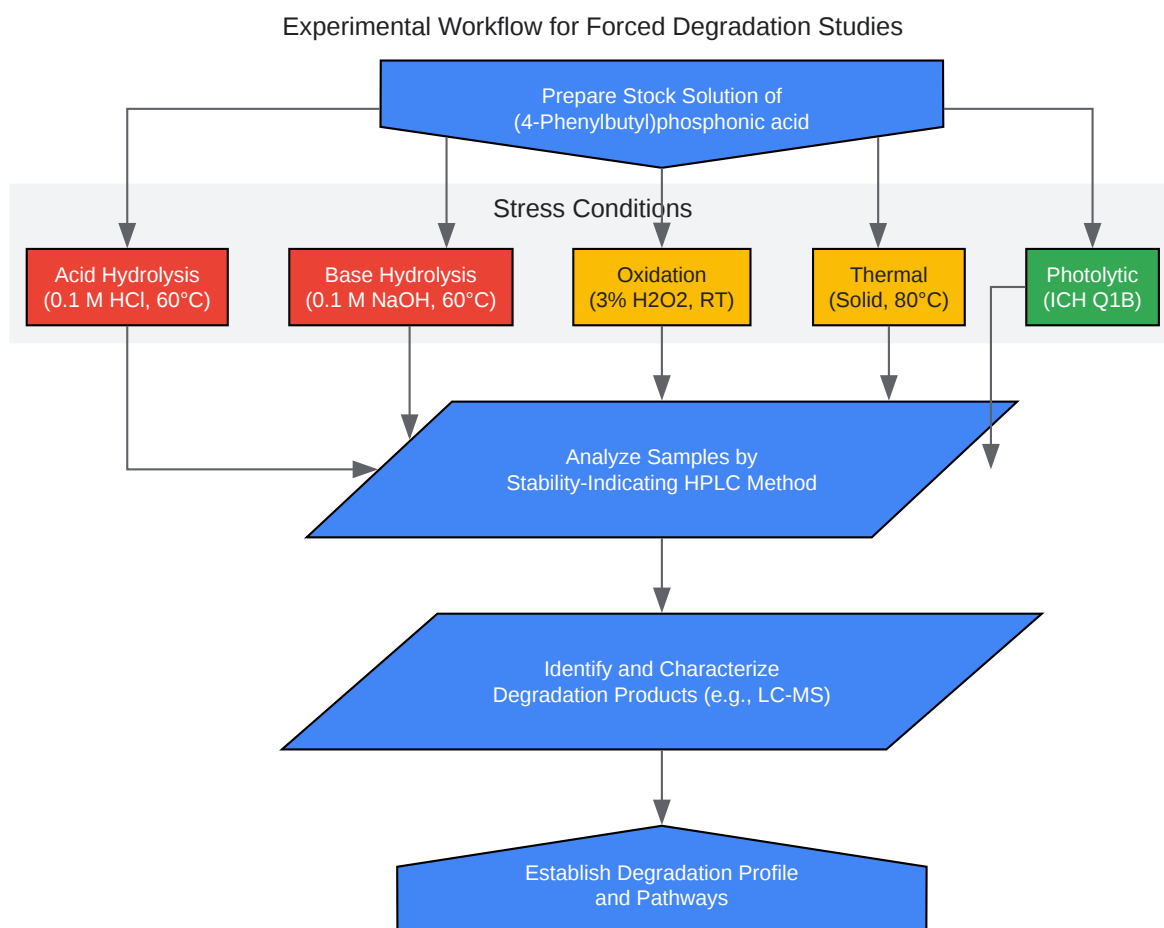 Experimental Workflow for Forced Degradation Studies
Prepare Stock Solution of
(4-Phenylbutyl)phosphonic acid
Stress Conditions
Acid Hydrolysis
(0.1 M HCl, 60°C)
Base Hydrolysis
(0.1 M NaOH, 60°C)
Oxidation
(3% H2O2, RT)
Thermal
(Solid, 80°C)
Photolytic
(ICH Q1B)
Analyze Samples by
Stability-Indicating HPLC Method
Identify and Characterize
Degradation Products (e.g., LC-MS)
Establish Degradation Profile
and Pathways